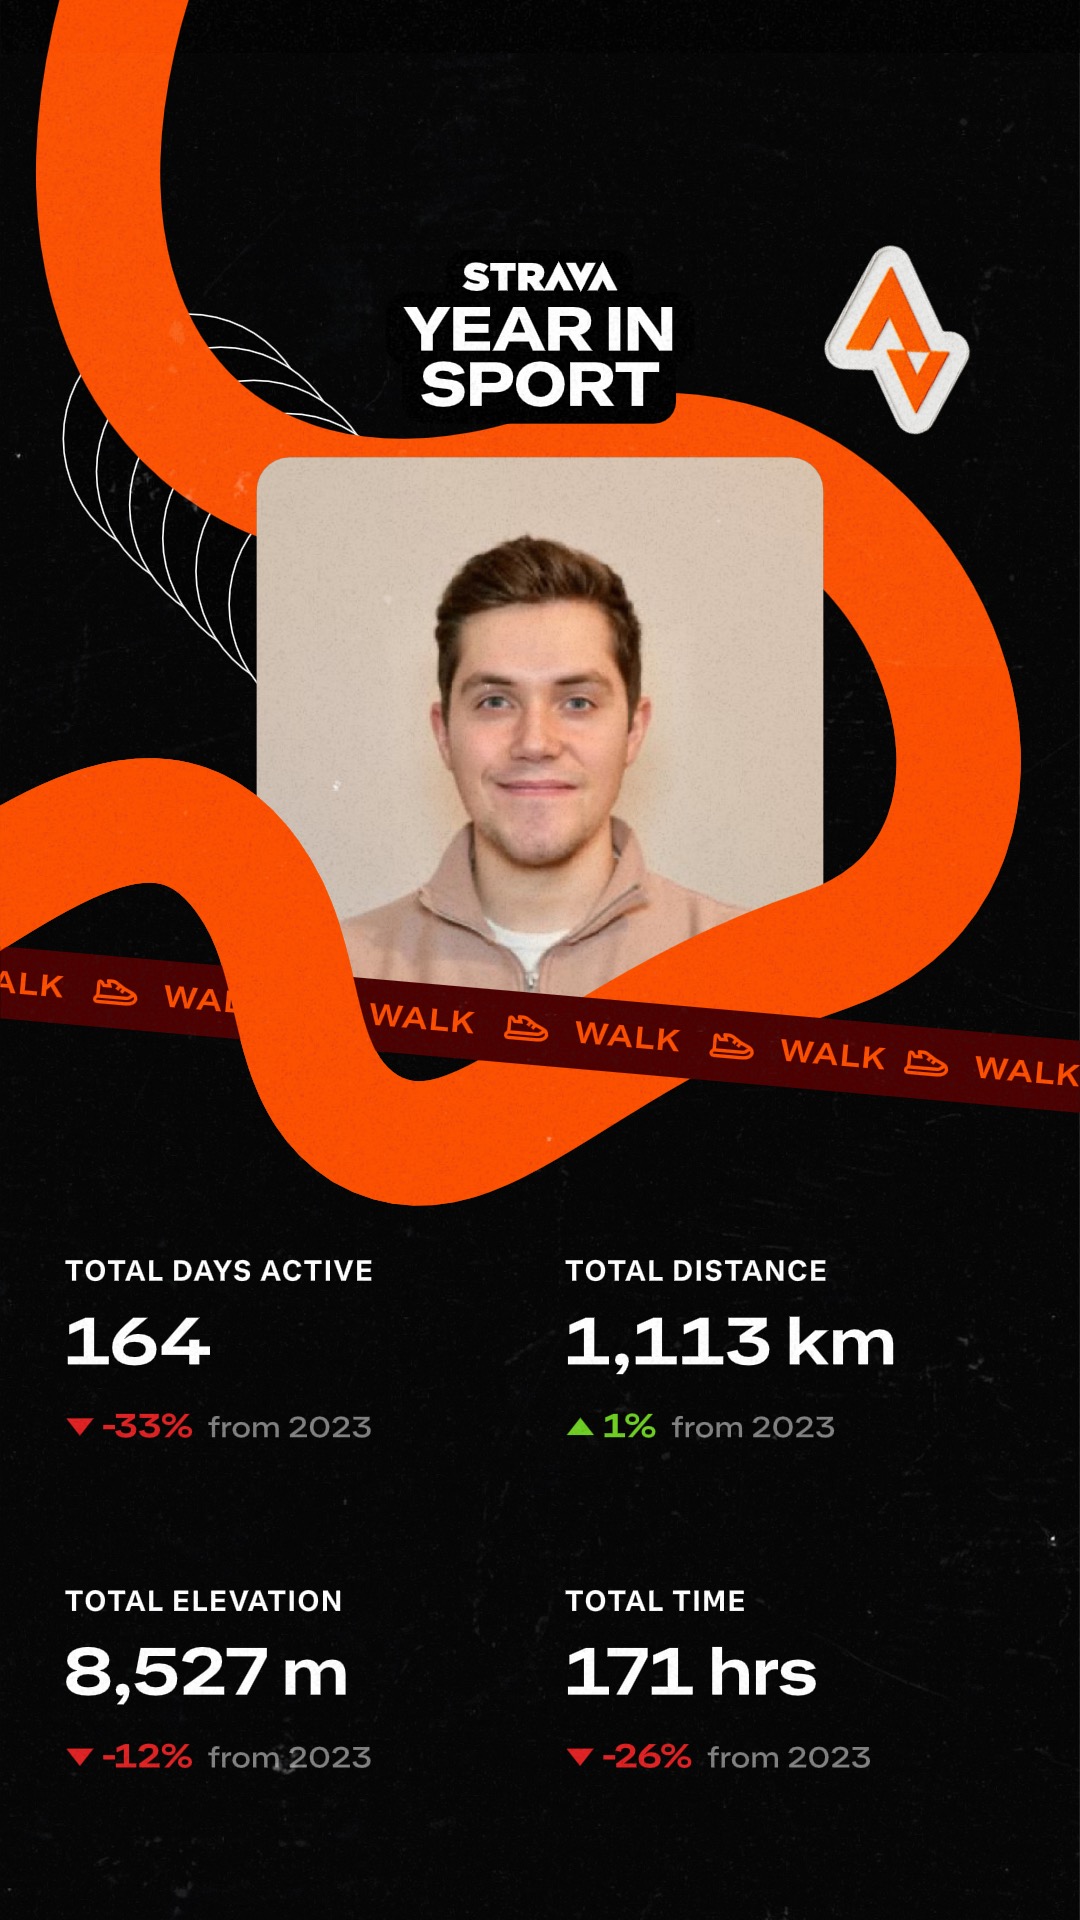 STRAVA
YEAR IN
SPORT
ALK WAL WALK WALK WALK WALK
TOTAL DAYS ACTIVE
164
-33% from 2023
TOTAL DISTANCE
1,113 km
1% from 2023
TOTAL ELEVATION
8,527 m
-12% from 2023
TOTAL TIME
171 hrs
-26% from 2023